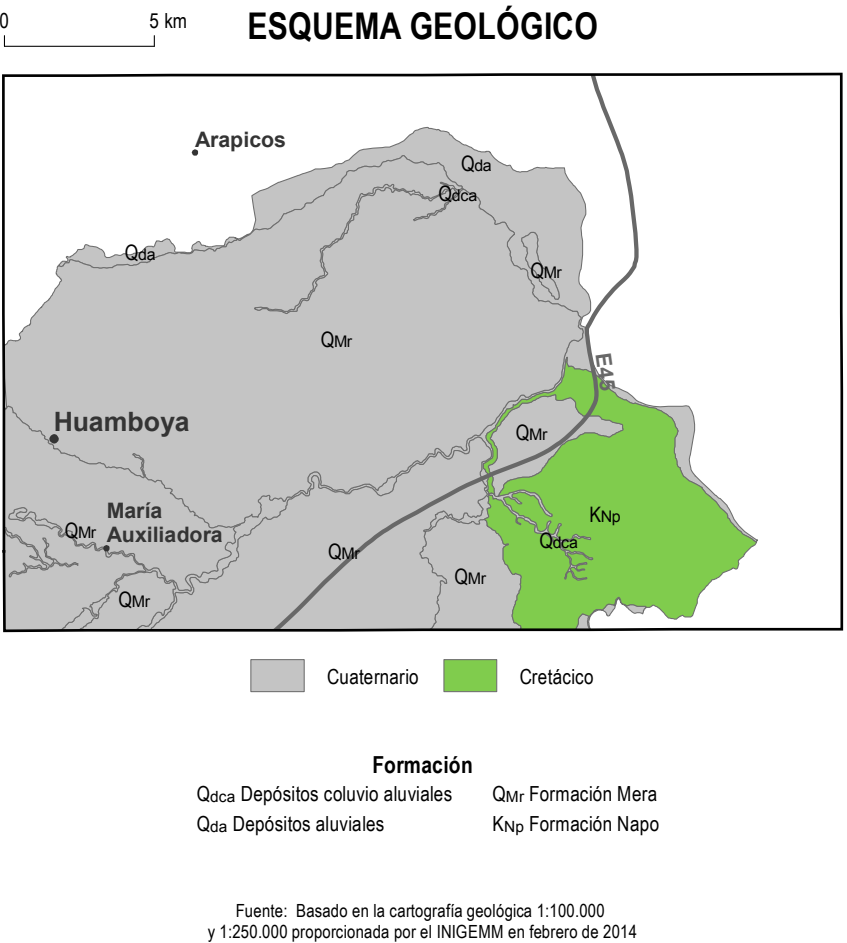 0 5 km
ESQUEMA GEOLÓGICO
Arapicos
Qda
Qdca
Qda
QMr
QMr
E45
Huamboya
QMr
María
Auxiliadora
KNp
QMr
Qdca
QMr
QMr
QMr
Cuaternario Cretácico
Formación
Qdca Depósitos coluvio aluviales QMr Formación Mera
Qda Depósitos aluviales KNp Formación Napo
Fuente: Basado en la cartografía geológica 1:100.000
y 1:250.000 proporcionada por el INIGEMM en febrero de 2014